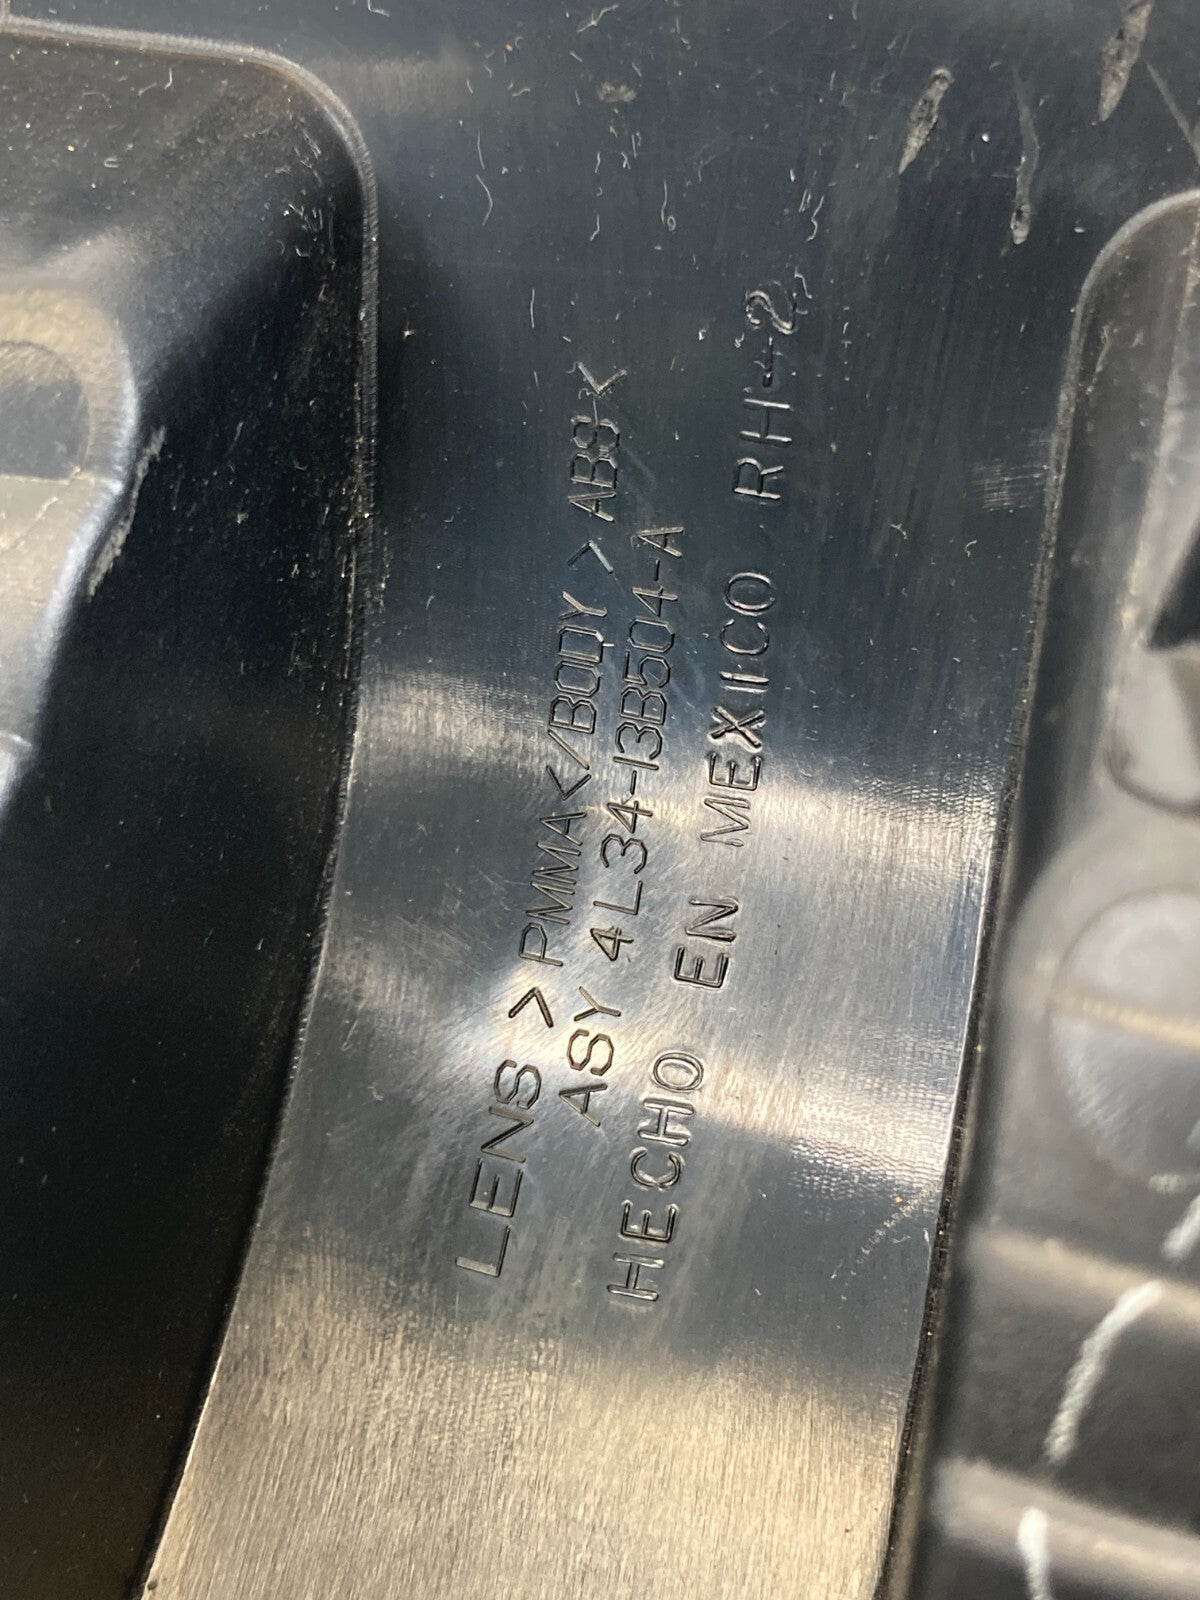 LENS >PMMA</BODY >ABS<
ASY 4L34-13B504-A
HECHO EN MEXICO RH-2